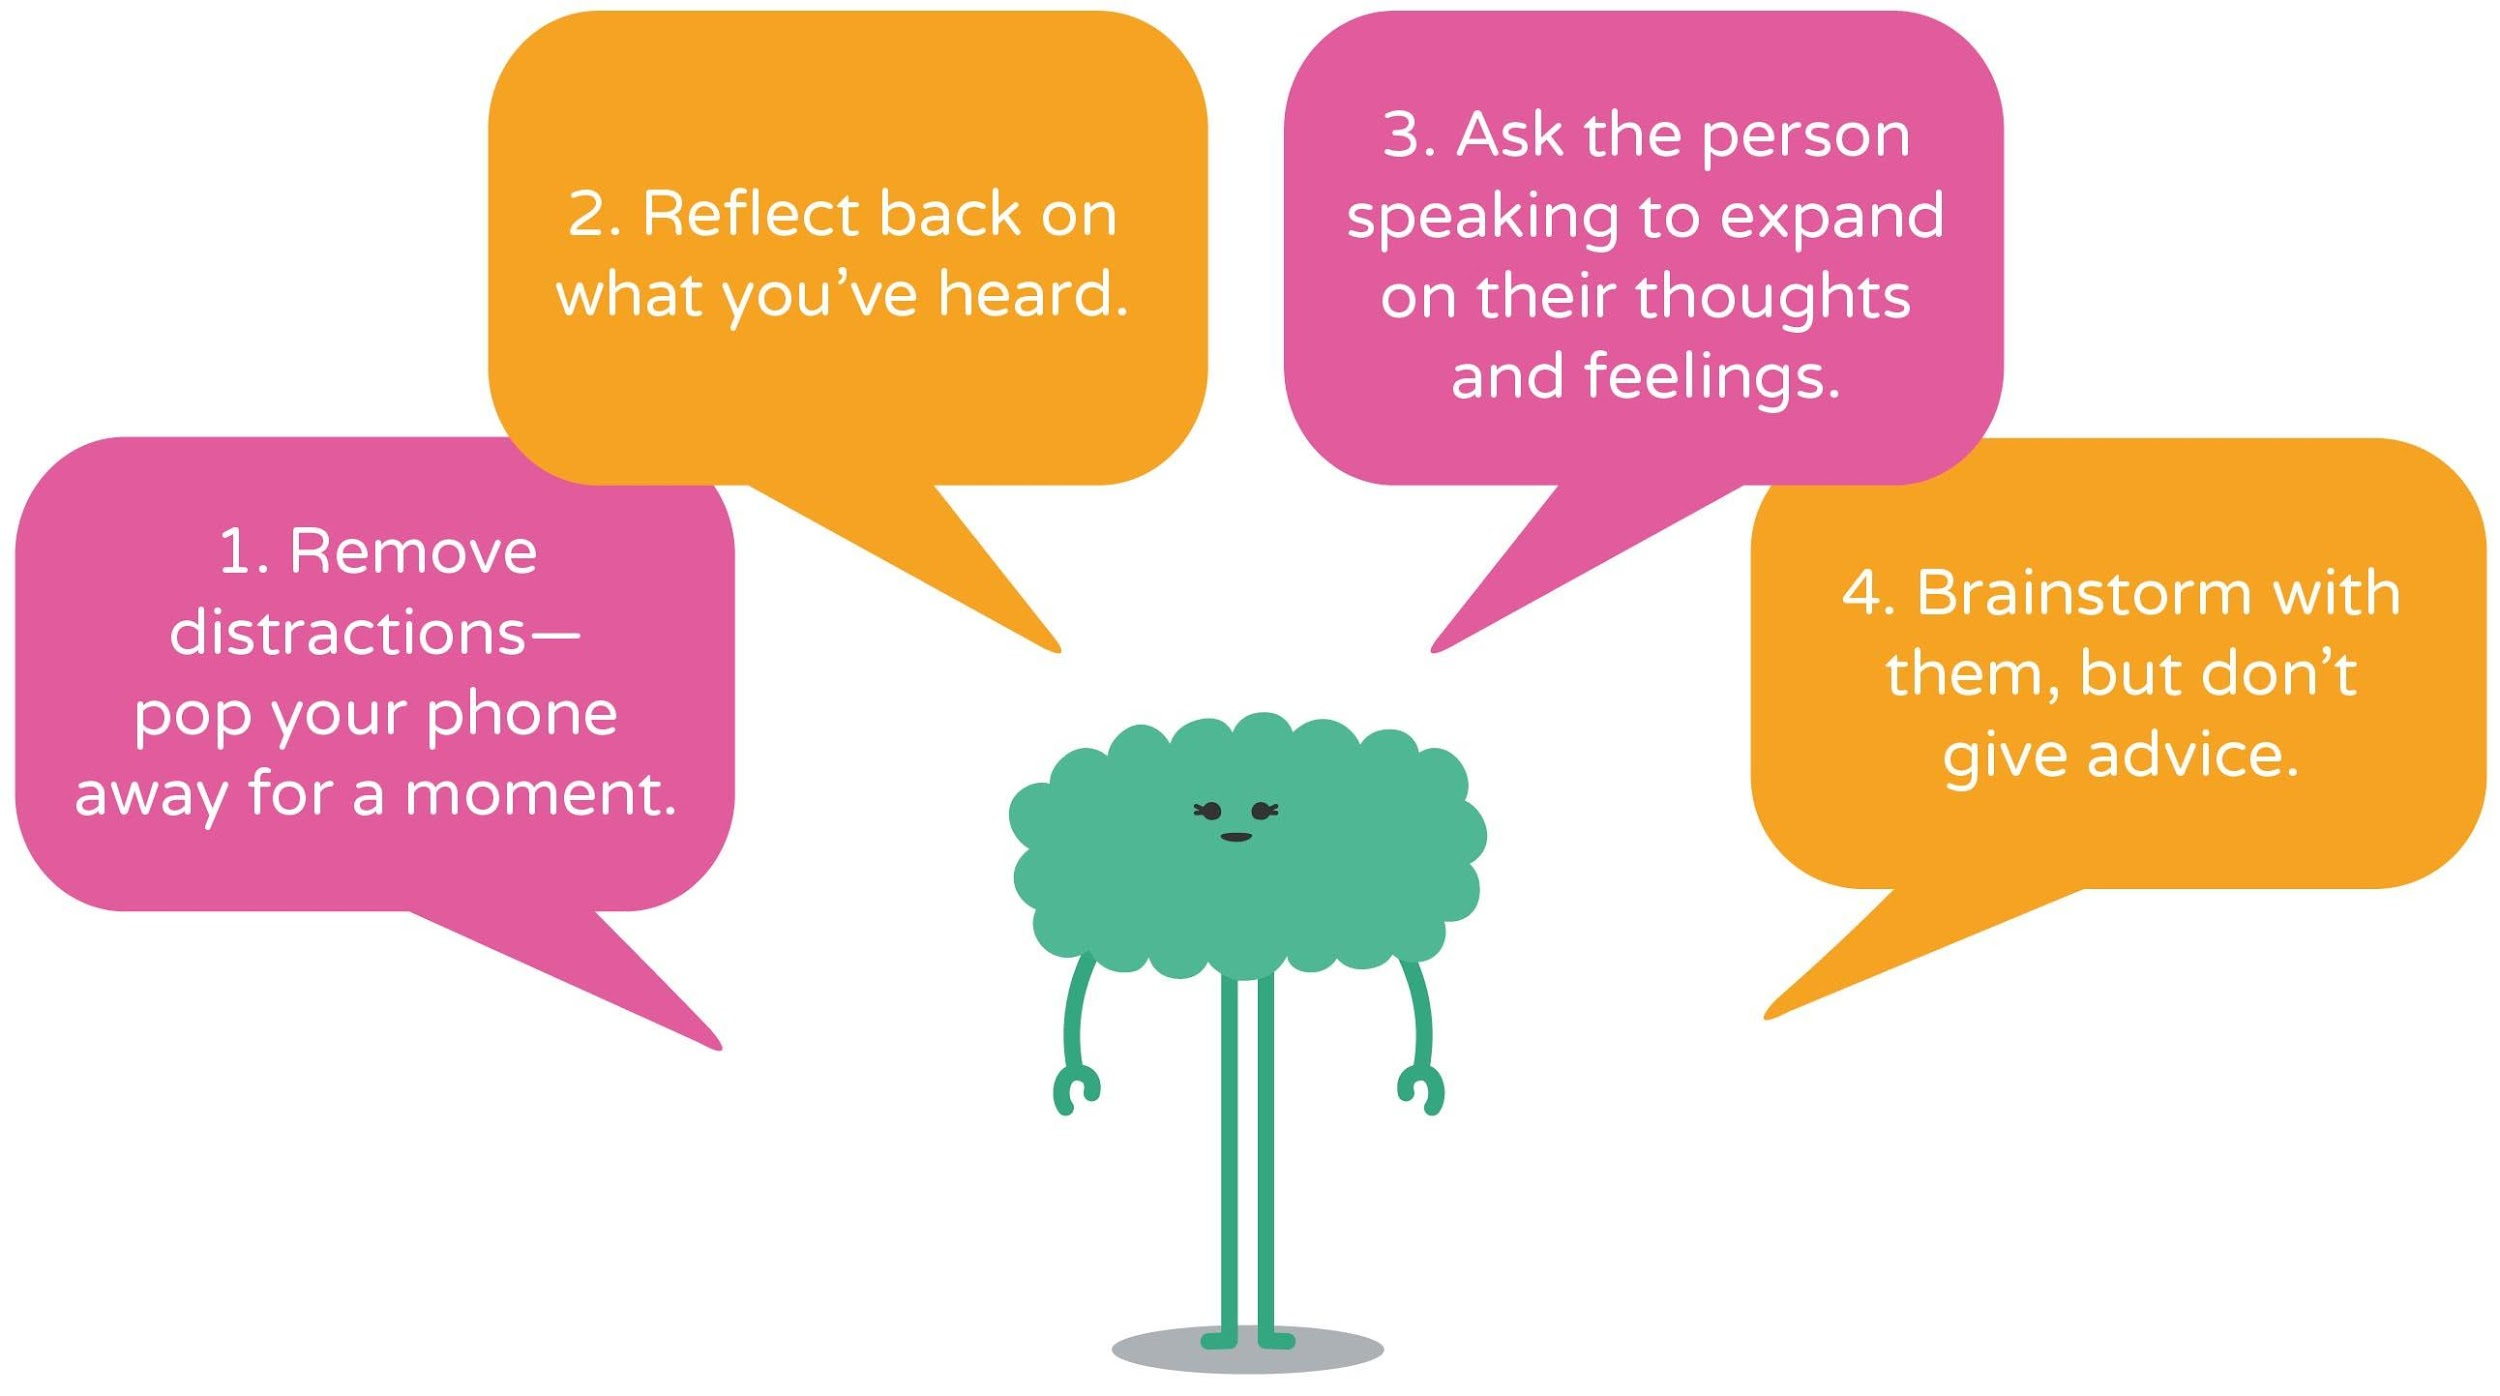 1. Remove
distractions—
pop your phone
away for a moment.
2. Reflect back on
what you’ve heard.
3. Ask the person
speaking to expand
on their thoughts
and feelings.
4. Brainstorm with
them, but don’t
give advice.